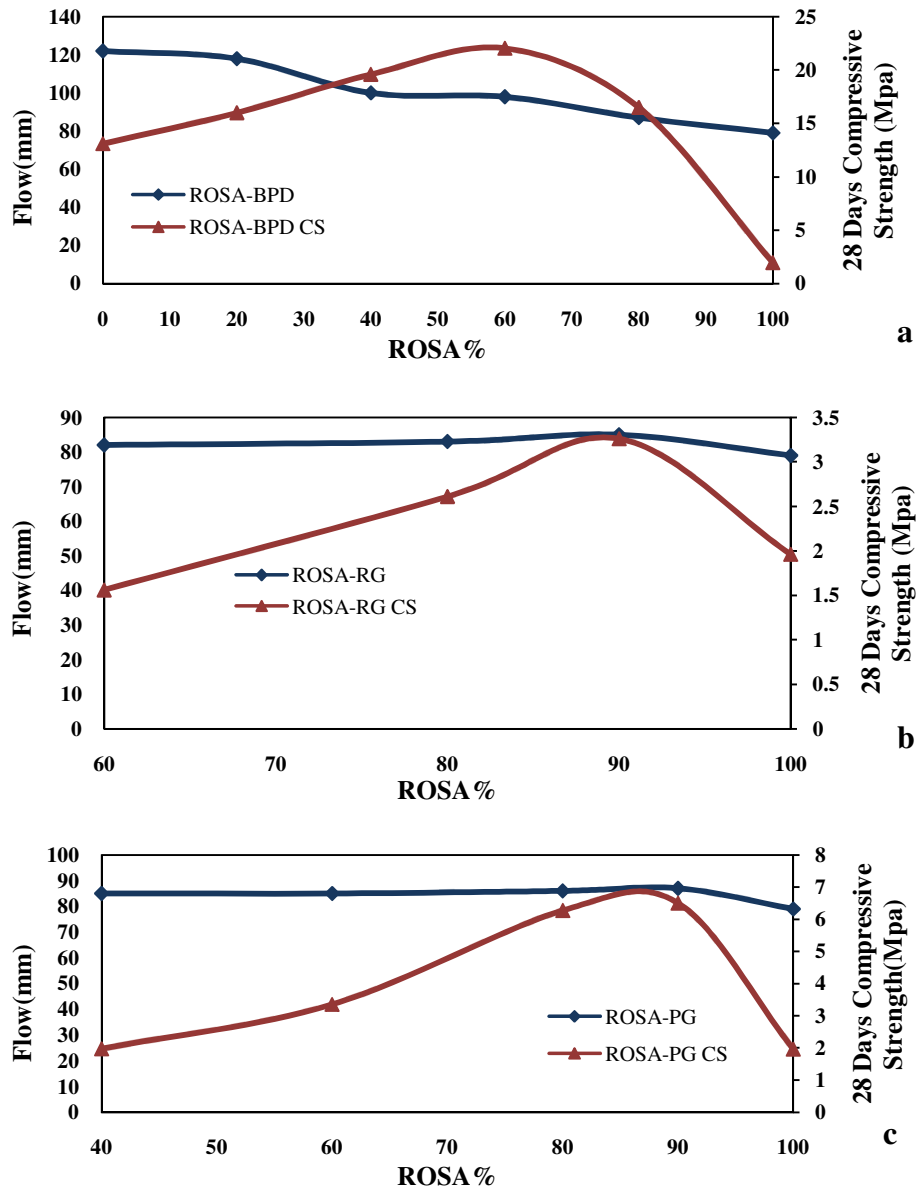 140
120
100
80
60
40
20
0
Flow(mm)
25
20
15
10
5
0
28 Days Compressive
Strength (Mpa)
ROSA-BPD
ROSA-BPD CS
0 10 20 30 40 50 60 70 80 90 100
ROSA%
a
90
80
70
60
50
40
30
20
10
0
Flow(mm)
3.5
3
2.5
2
1.5
1
0.5
0
28 Days Compressive
Strength (Mpa)
ROSA-RG
ROSA-RG CS
60 70 80 90 100
ROSA%
b
100
90
80
70
60
50
40
30
20
10
0
Flow(mm)
8
7
6
5
4
3
2
1
0
28 Days Compressive
Strength(Mpa)
ROSA-PG
ROSA-PG CS
40 50 60 70 80 90 100
ROSA%
c